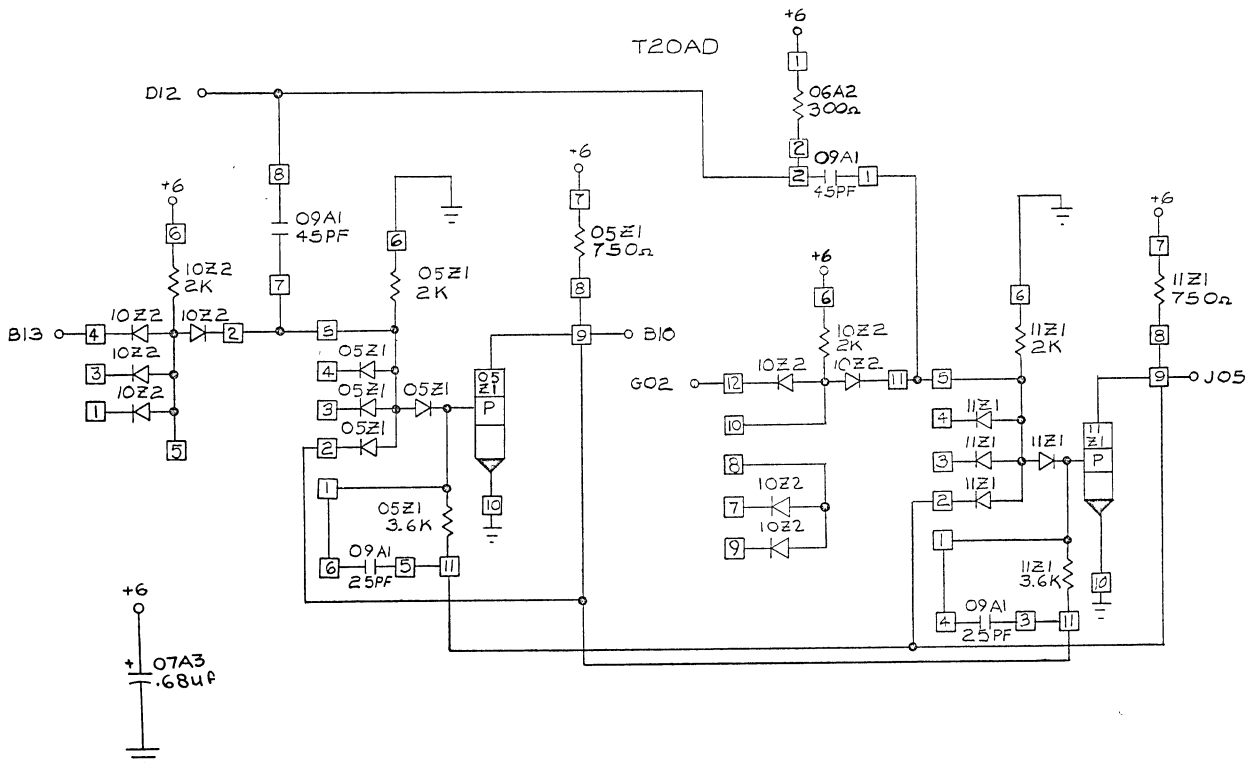 T20AD
+6
1
06A2
300Ω
2
D12
09A1
2
1
45PF
8
+6
7
05Z1
750Ω
8
+6
6
10Z2
2K
09A1
45PF
7
6
05Z1
2K
B13
4
10Z2
10Z2
2
5
9
B10
3
10Z2
1
10Z2
5
4
05Z1
3
05Z1
05Z1
2
05Z1
05
Z1
P
10
1
05Z1
3.6K
6
09A1
25PF
5
11
+6
6
10Z2
2K
G02
12
10Z2
10Z2
11
5
10
8
7
10Z2
9
10Z2
6
11Z1
2K
+6
7
11Z1
750Ω
8
9
J05
4
11Z1
3
11Z1
11Z1
2
11Z1
11
Z1
P
10
1
11Z1
3.6K
4
09A1
25PF
3
11
+6
+
07A3
.68uf